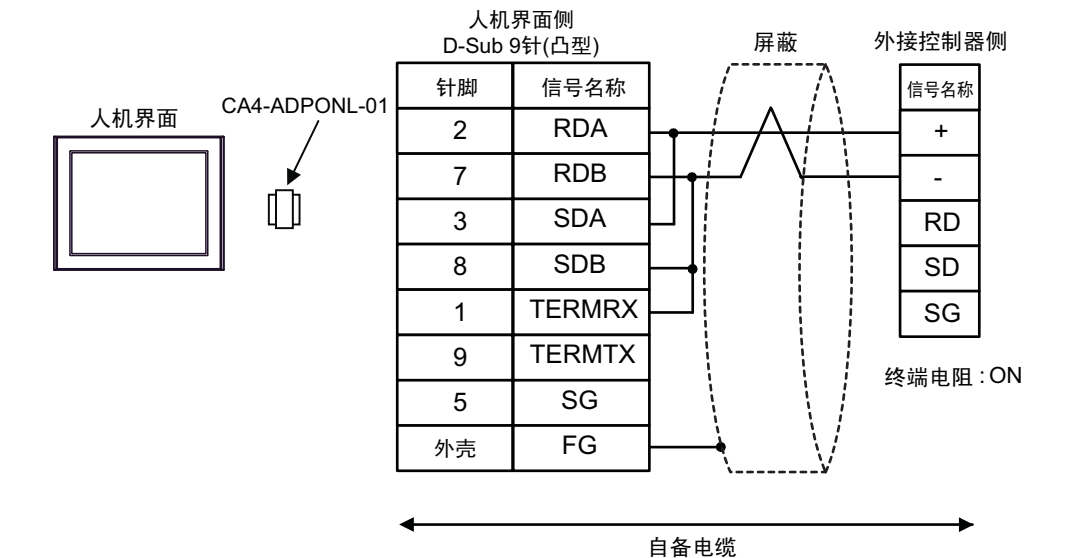 人机界面侧
D-Sub 9针(凸型)
屏蔽
外接控制器侧
人机界面
CA4-ADPONL-01
针脚 信号名称
2 RDA
7 RDB
3 SDA
8 SDB
1 TERMRX
9 TERMTX
5 SG
外壳 FG
信号名称
+
-
RD
SD
SG
终端电阻 : ON
自备电缆